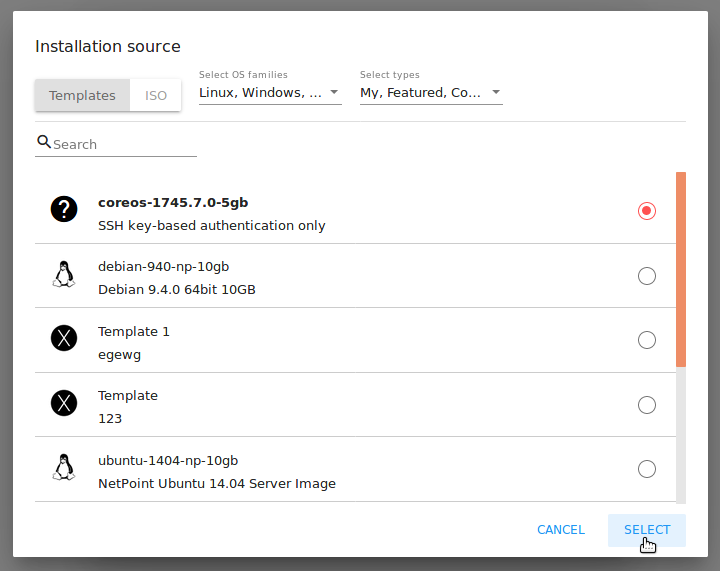 Installation source
Templates
ISO
Select OS families
Linux, Windows, ...
Select types
My, Featured, Co...
Search
?
coreos-1745.7.0-5gb
SSH key-based authentication only
debian-940-np-10gb
Debian 9.4.0 64bit 10GB
X
Template 1
egewg
X
Template
123
ubuntu-1404-np-10gb
NetPoint Ubuntu 14.04 Server Image
CANCEL
SELECT